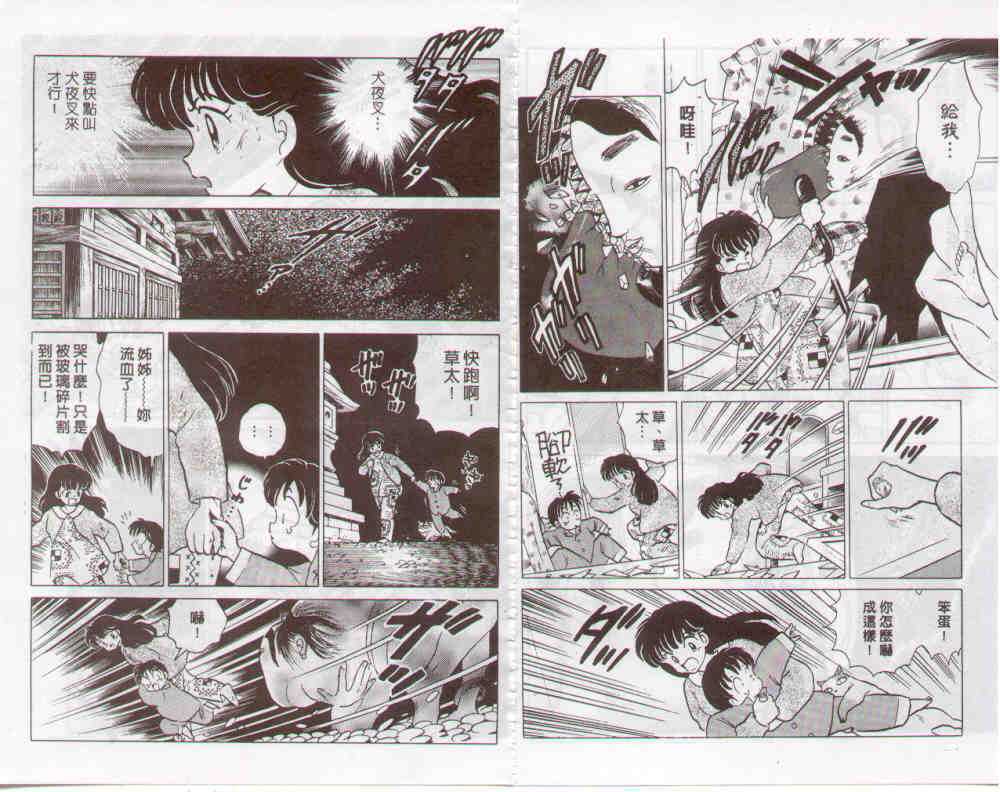 給我…
呀哇！
草、草
太…
腳軟了
笨蛋！
你怎麼嚇
成這樣！
犬夜叉…
要快點叫
犬夜叉來
才行！
快跑啊！
草太！
……
姊姊～～妳
流血了——
哭什麼！只是
被玻璃碎片割
到而已！
嚇！